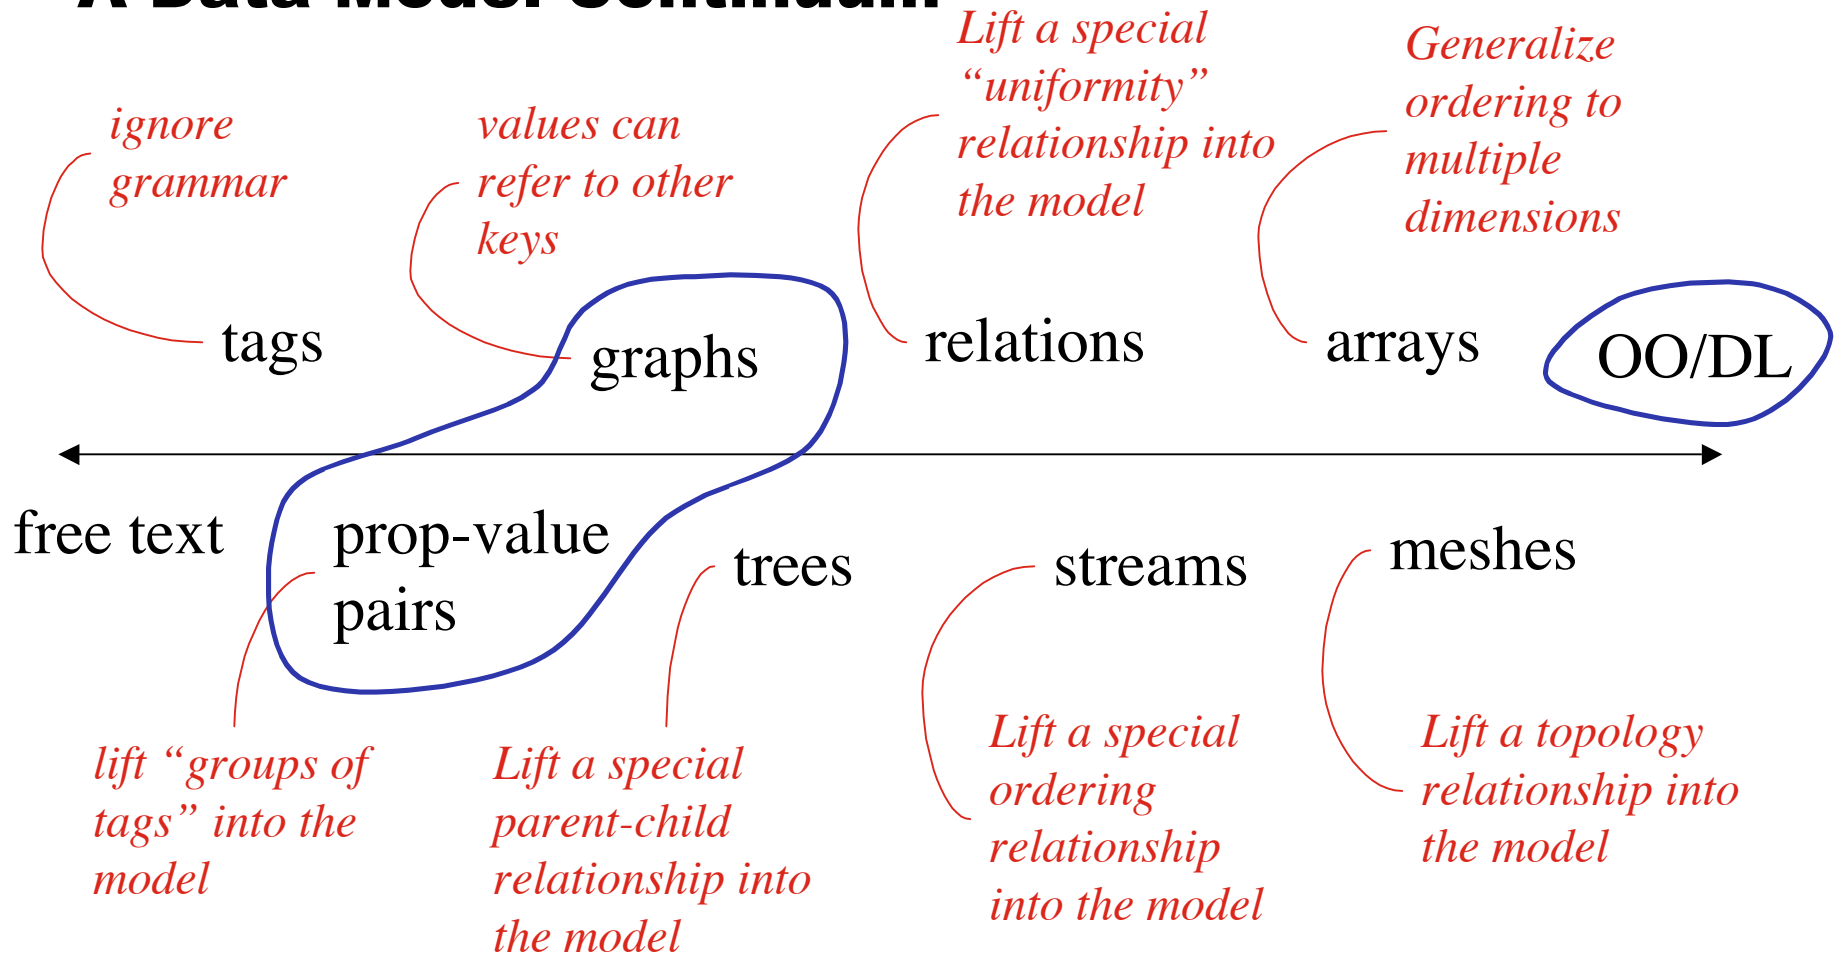 A Data Model Continuum
Lift a special
“uniformity”
relationship into
the model
Generalize
ordering to
multiple
dimensions
ignore
grammar
values can
refer to other
keys
tags
graphs
relations
arrays
OO/DL
free text
prop-value
pairs
trees
streams
meshes
lift “groups of
tags” into the
model
Lift a special
parent-child
relationship into
the model
Lift a special
ordering
relationship
into the model
Lift a topology
relationship into
the model